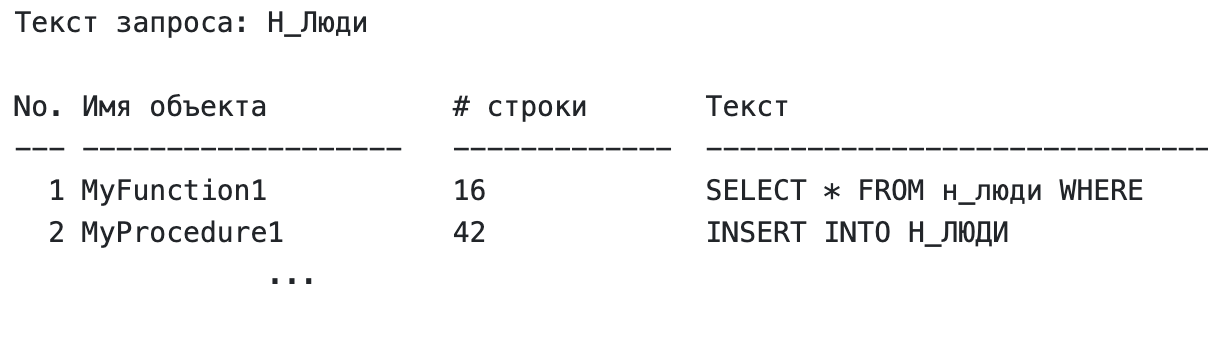 Текст запроса: Н_Люди
No. Имя объекта # строки Текст
--- ------------------- ------------- ------------------------------
1 MyFunction1 16 SELECT * FROM н_люди WHERE
2 MyProcedure1 42 INSERT INTO Н_ЛЮДИ
...